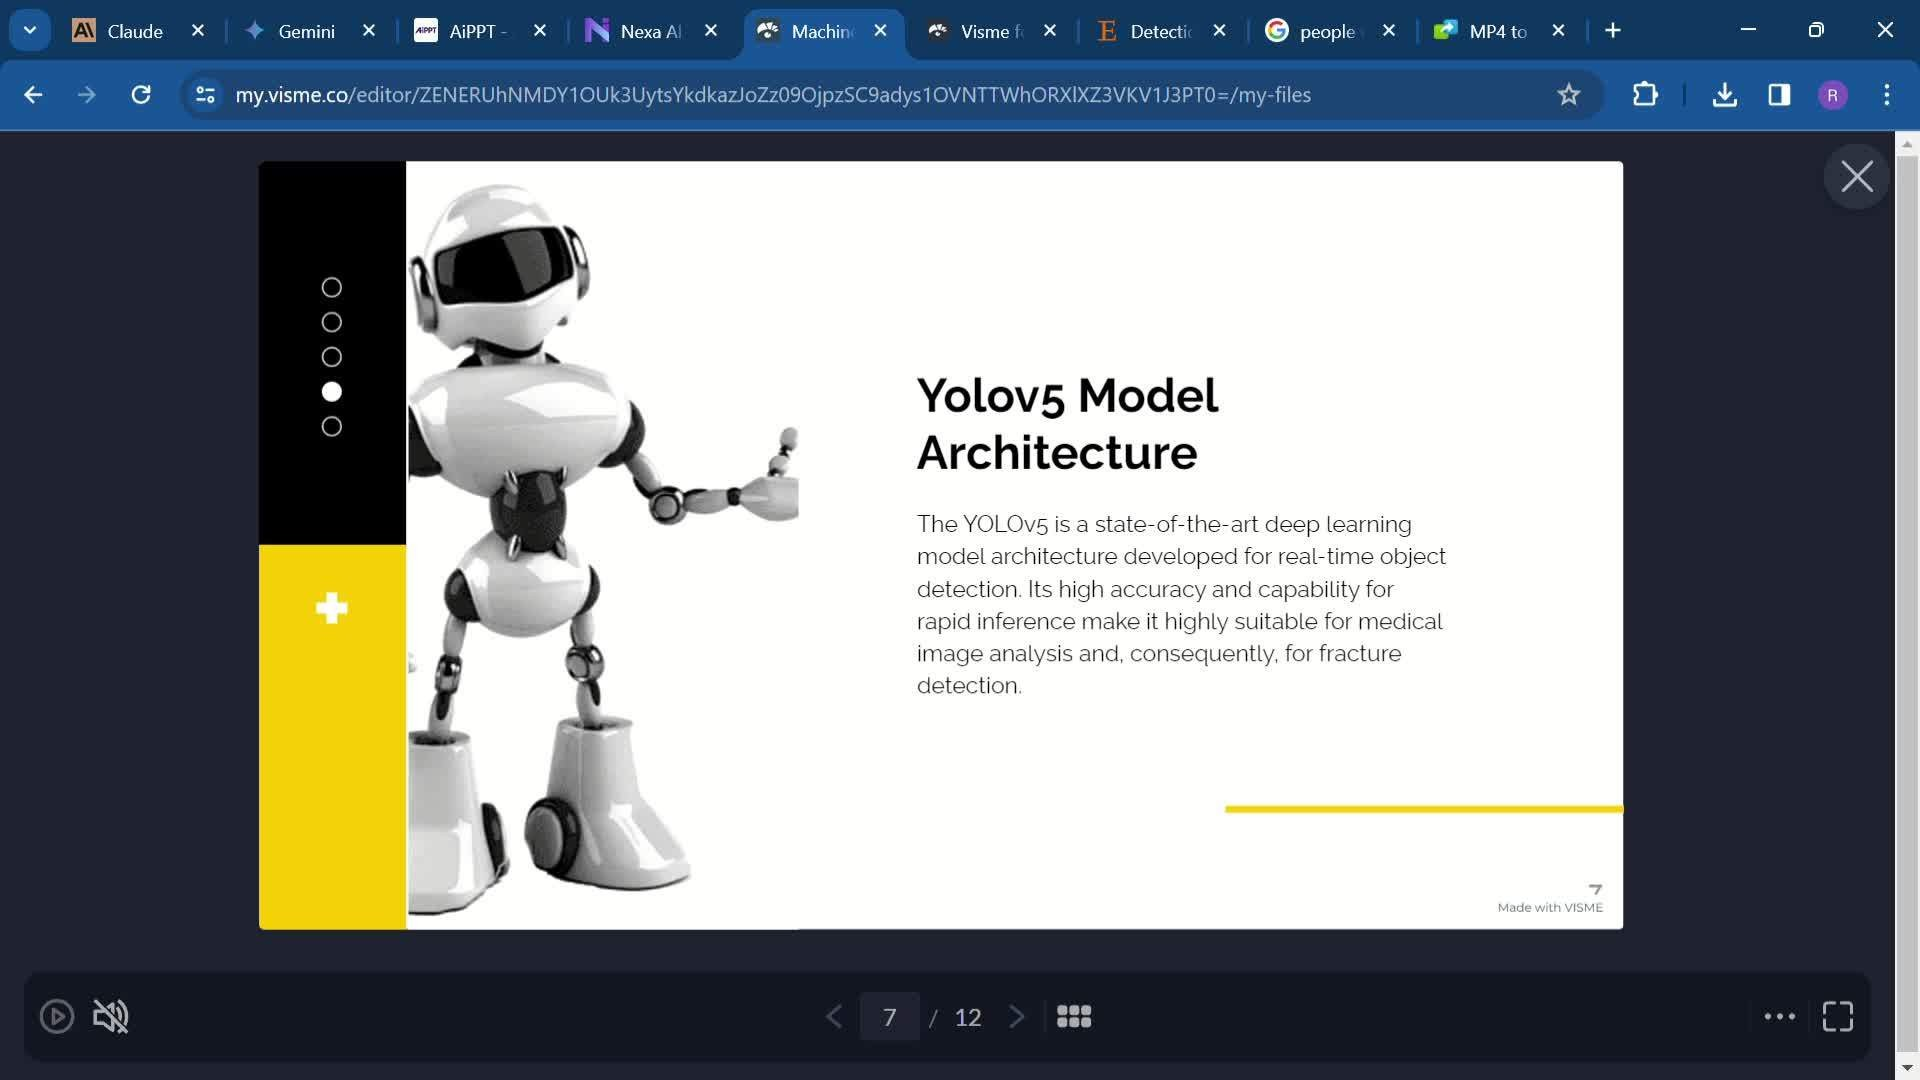 Claude
Gemini
AiPPT -
Nexa AI
Machin
Visme f
Detecti
people
MP4 to
my.visme.co/editor/ZENERUhNMDY1OUk3UytsYkdkazJoZz09OjpzSC9adys1OVNTTWhORXlXZ3VKV1J3PT0=/my-files
R
Yolov5 Model
Architecture
The YOLOv5 is a state-of-the-art deep learning
model architecture developed for real-time object
detection. Its high accuracy and capability for
rapid inference make it highly suitable for medical
image analysis and, consequently, for fracture
detection.
7
Made with VISME
7 / 12